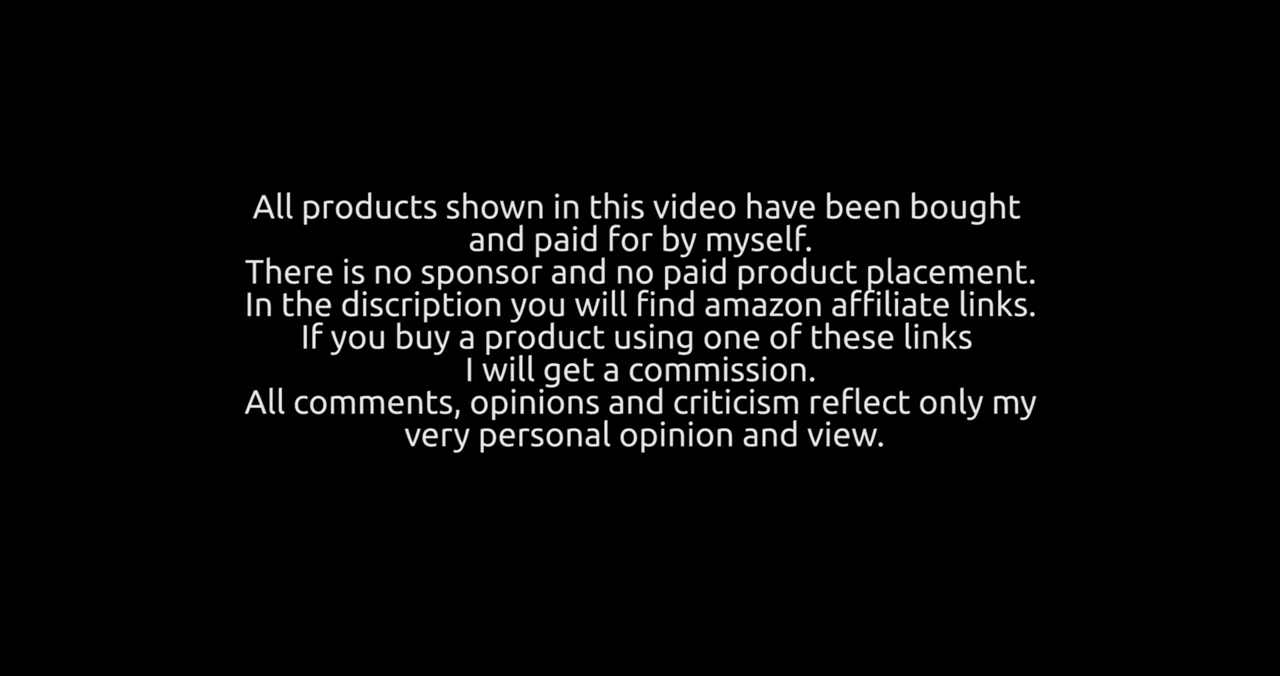 All products shown in this video have been bought
and paid for by myself.
There is no sponsor and no paid product placement.
In the discription you will find amazon affiliate links.
If you buy a product using one of these links
I will get a commission.
All comments, opinions and criticism reflect only my
very personal opinion and view.